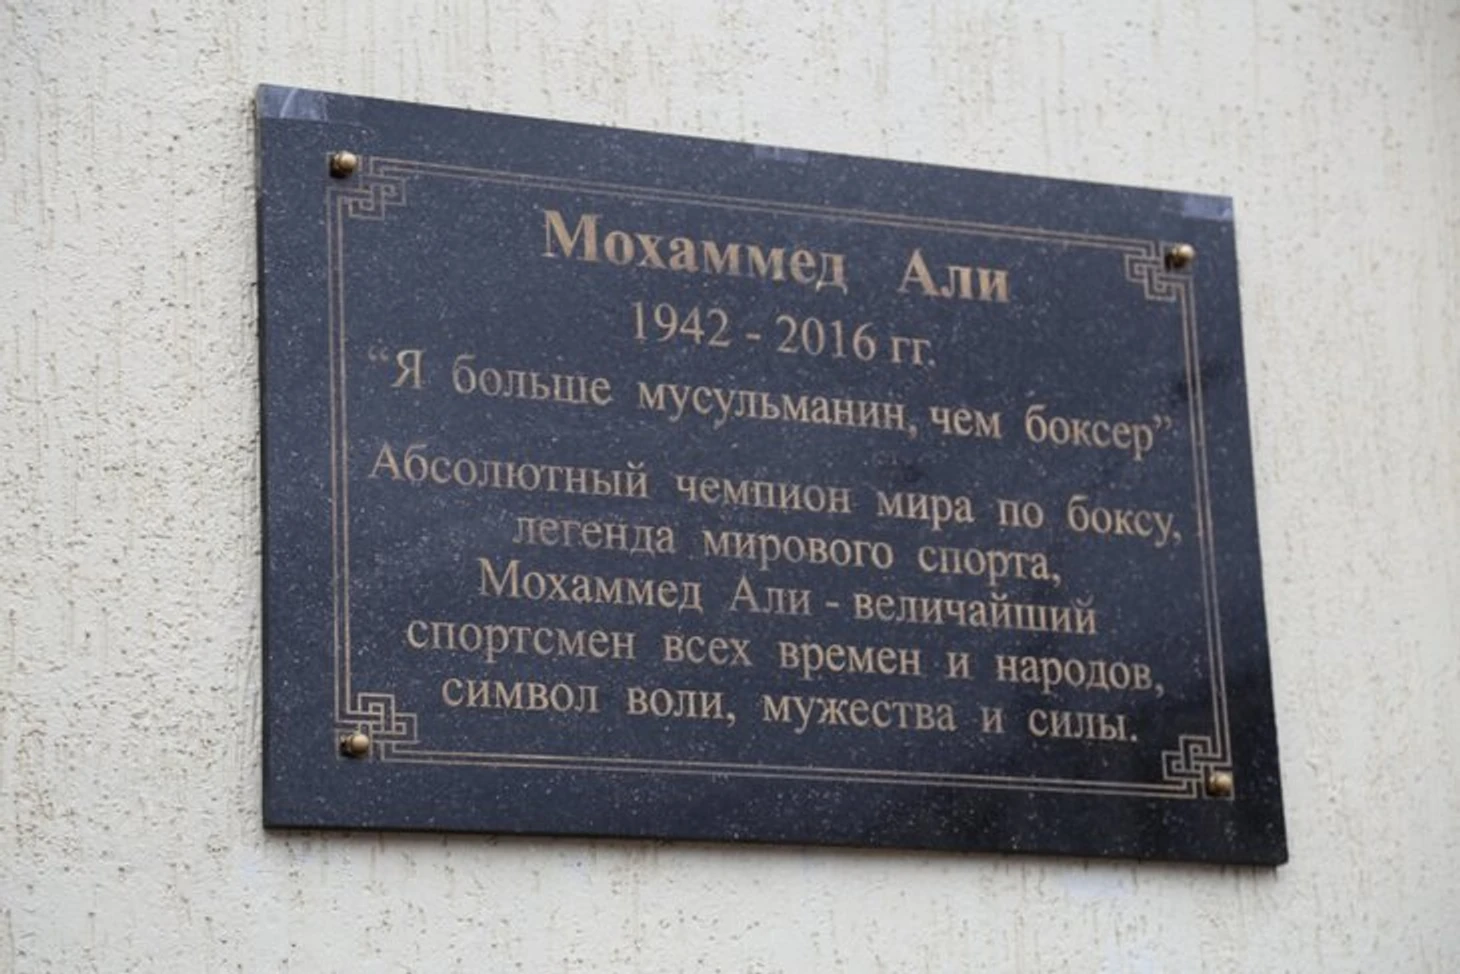 Мохаммед Али
1942 - 2016 гг.
“Я больше мусульманин, чем боксер”
Абсолютный чемпион мира по боксу,
легенда мирового спорта,
Мохаммед Али - величайший
спортсмен всех времен и народов,
символ воли, мужества и силы.